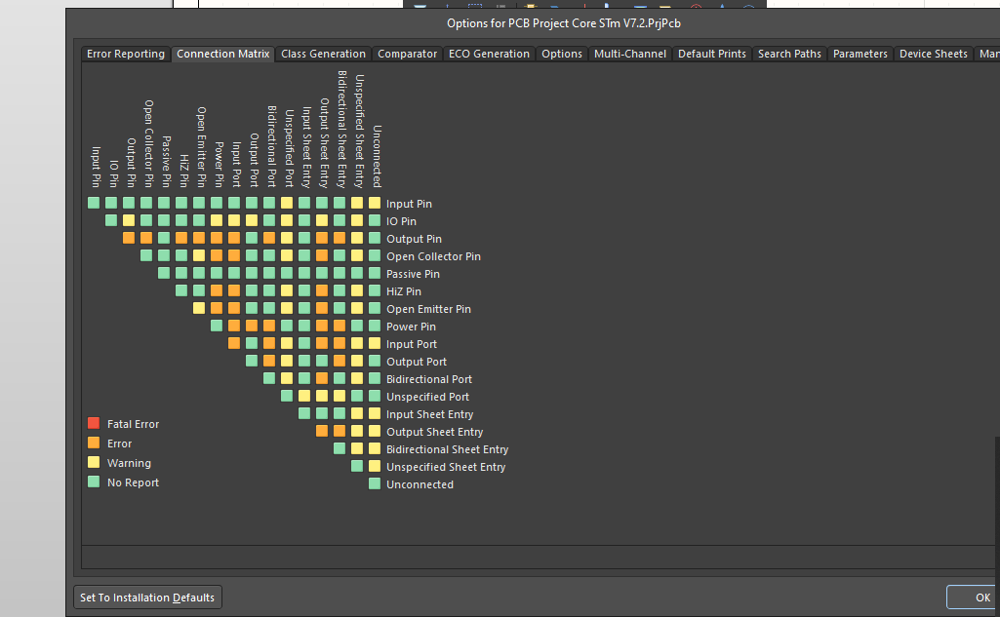 Options for PCB Project Core STm V7.2.PrjPcb
Error Reporting Connection Matrix Class Generation Comparator ECO Generation Options Multi-Channel Default Prints Search Paths Parameters Device Sheets
Input Pin
IO Pin
Output Pin
Open Collector Pin
Passive Pin
HiZ Pin
Open Emitter Pin
Power Pin
Input Port
Output Port
Bidirectional Port
Unspecified Port
Input Sheet Entry
Output Sheet Entry
Bidirectional Sheet Entry
Unspecified Sheet Entry
Unconnected
Input Pin
IO Pin
Output Pin
Open Collector Pin
Passive Pin
HiZ Pin
Open Emitter Pin
Power Pin
Input Port
Output Port
Bidirectional Port
Unspecified Port
Input Sheet Entry
Output Sheet Entry
Bidirectional Sheet Entry
Unspecified Sheet Entry
Unconnected
Fatal Error
Error
Warning
No Report
Set To Installation Defaults
OK